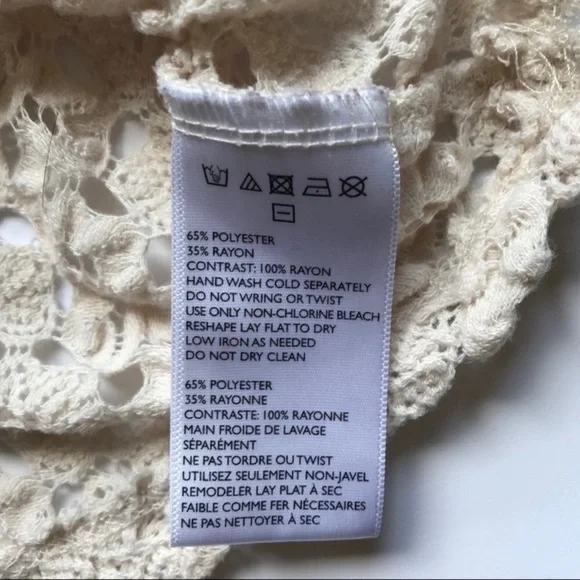 65% POLYESTER
35% RAYON
CONTRAST: 100% RAYON
HAND WASH COLD SEPARATELY
DO NOT WRING OR TWIST
USE ONLY NON-CHLORINE BLEACH
RESHAPE LAY FLAT TO DRY
LOW IRON AS NEEDED
DO NOT DRY CLEAN
65% POLYESTER
35% RAYONNE
CONTRASTE: 100% RAYONNE
MAIN FROIDE DE LAVAGE
SÉPARÉMENT
NE PAS TORDRE OU TWIST
UTILISEZ SEULEMENT NON-JAVEL
REMODELER LAY PLAT À SEC
FAIBLE COMME FER NÉCESSAIRES
NE PAS NETTOYER À SEC